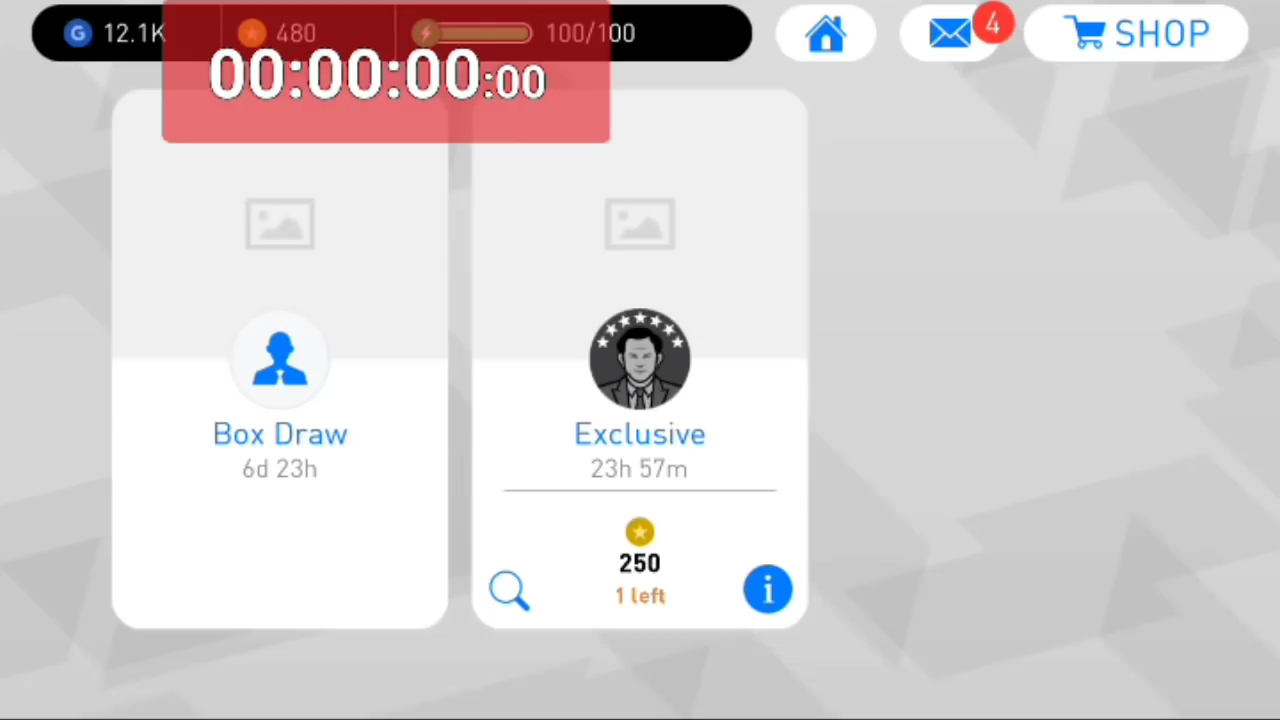 G 12.1K 480 100/100 4 SHOP
00:00:00:00
Box Draw
6d 23h
Exclusive
23h 57m
250
1 left
i